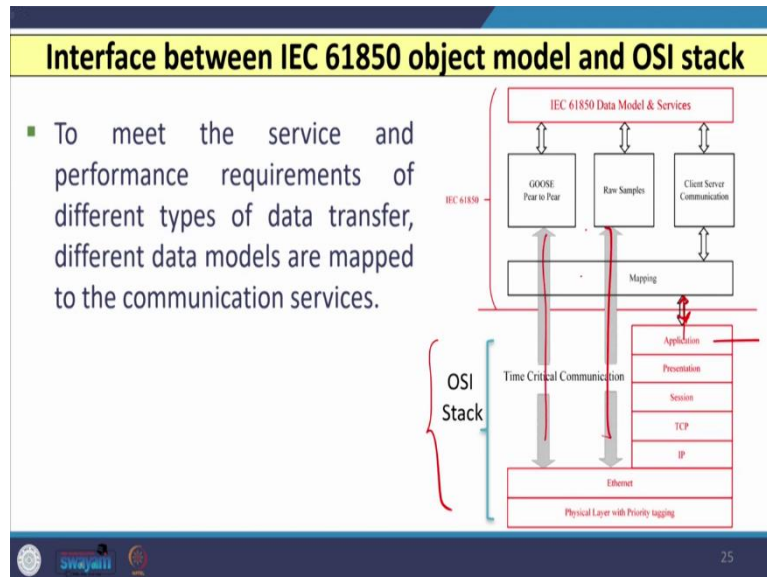 Interface between IEC 61850 object model and OSI stack
To meet the service and
performance requirements of
different types of data transfer,
different data models are mapped
to the communication services.
IEC 61850 Data Model & Services
IEC 61850
GOOSE
Pear to Pear
Raw Samples
Client Server
Communication
Mapping
OSI
Stack
Time Critical Communication
Application
Presentation
Session
TCP
IP
Ethernet
Physical Layer with Priority tagging
swayam
25